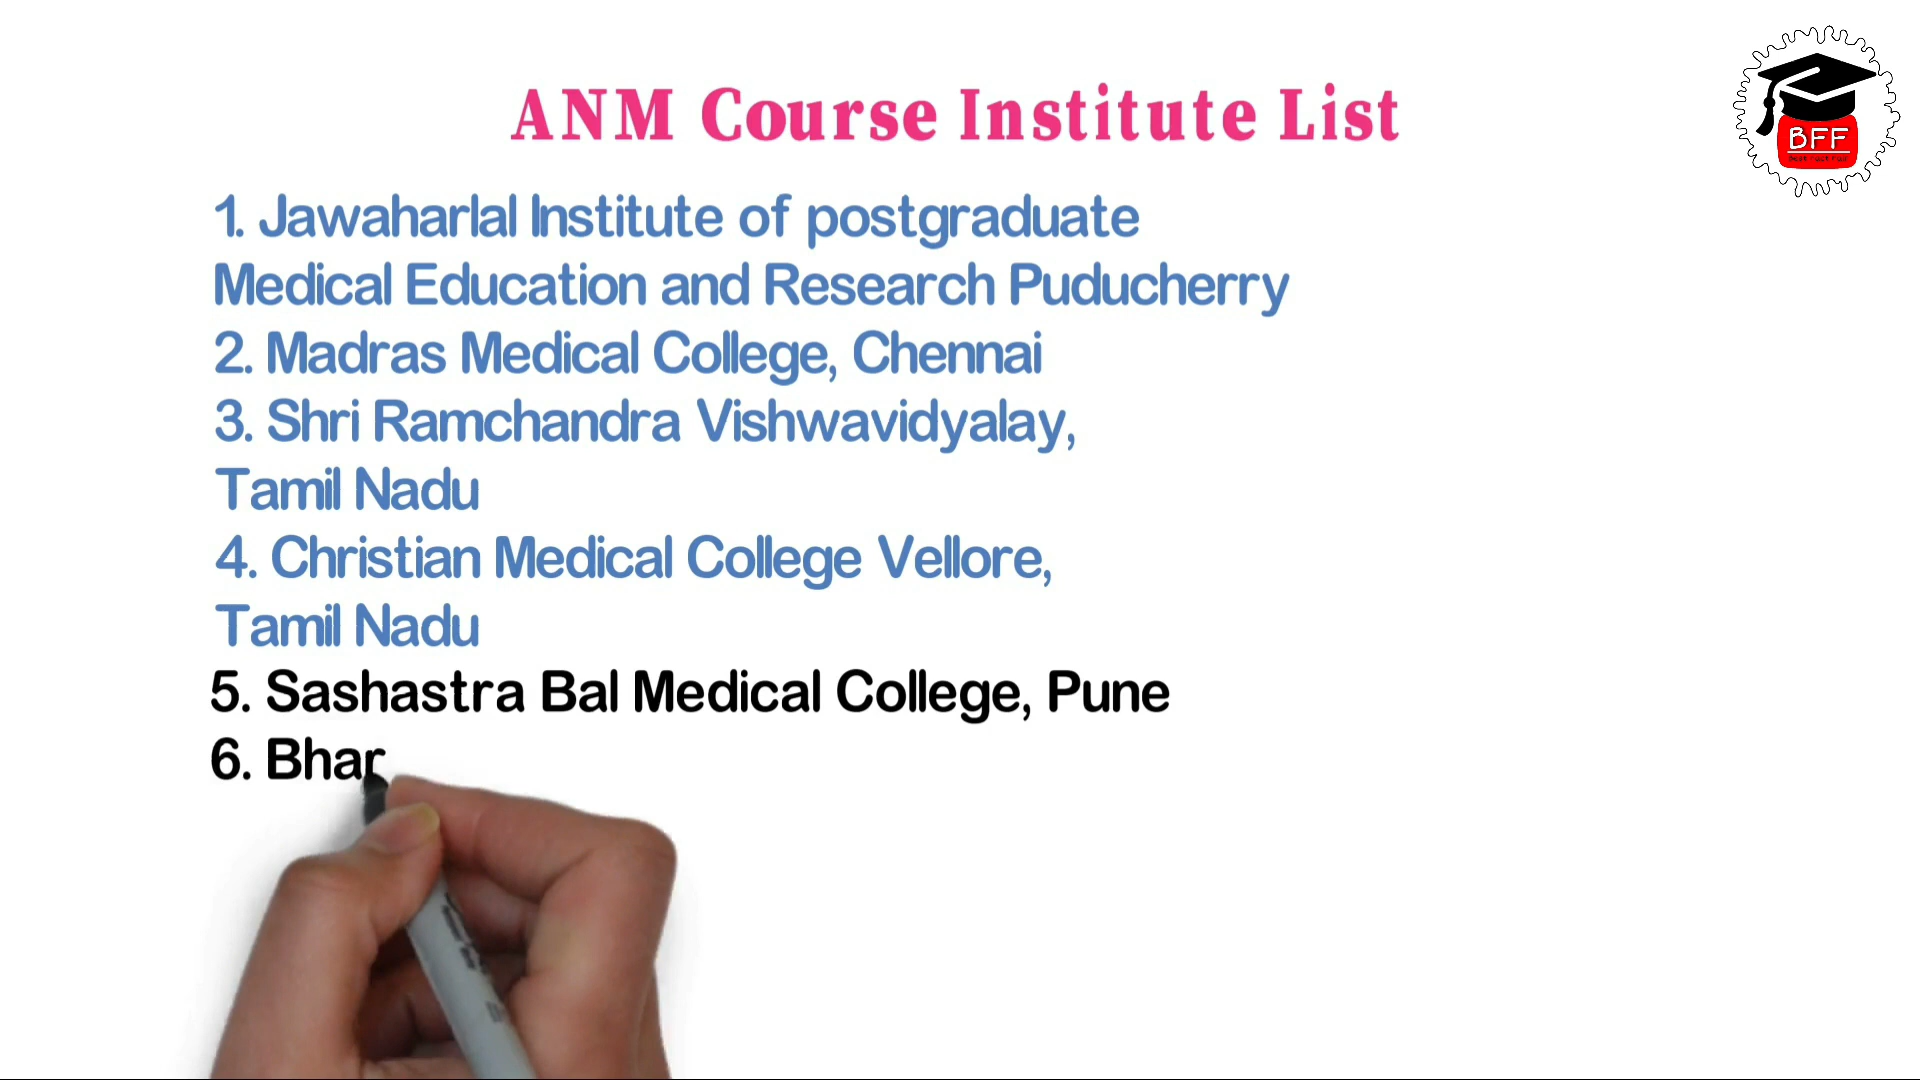 ANM Course Institute List
BFF
1. Jawaharlal Institute of postgraduate
Medical Education and Research Puducherry
2. Madras Medical College, Chennai
3. Shri Ramchandra Vishwavidyalay,
Tamil Nadu
4. Christian Medical College Vellore,
Tamil Nadu
5. Sashastra Bal Medical College, Pune
6. Bhar